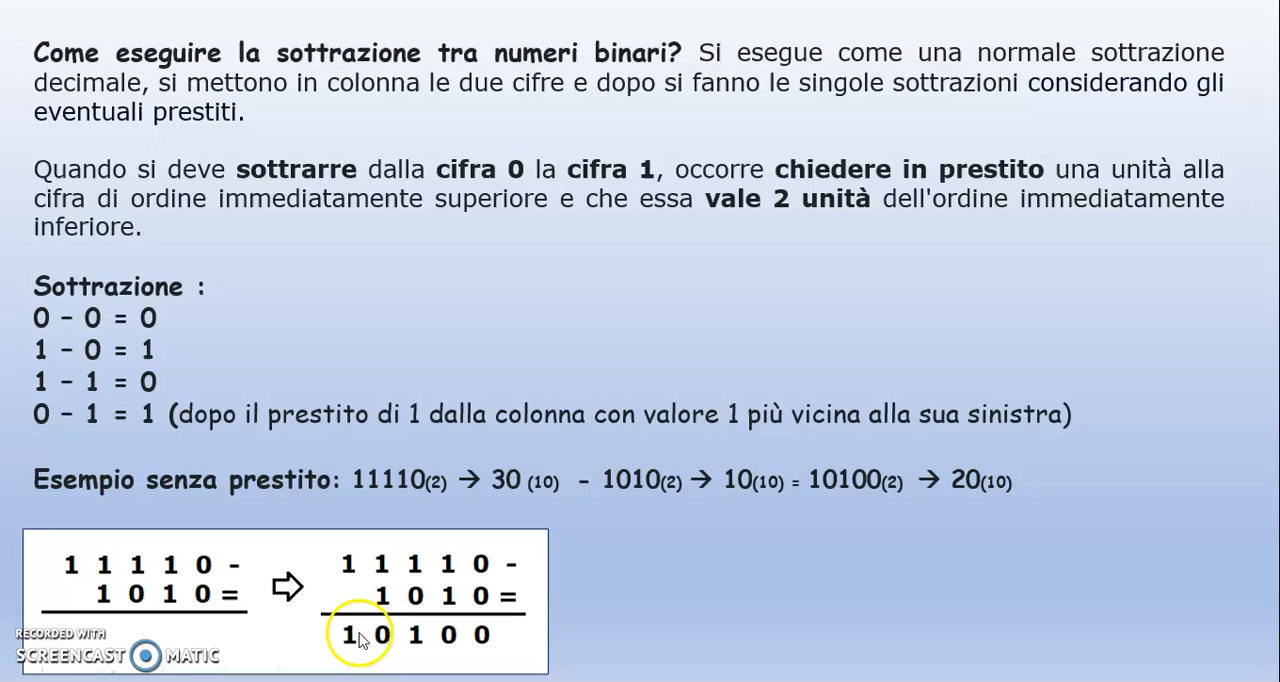 Come eseguire la sottrazione tra numeri binari? Si esegue come una normale sottrazione
decimale, si mettono in colonna le due cifre e dopo si fanno le singole sottrazioni considerando gli
eventuali prestiti.
Quando si deve sottrarre dalla cifra 0 la cifra 1, occorre chiedere in prestito una unità alla
cifra di ordine immediatamente superiore e che essa vale 2 unità dell'ordine immediatamente
inferiore.
Sottrazione :
0 - 0 = 0
1 - 0 = 1
1 - 1 = 0
0 - 1 = 1 (dopo il prestito di 1 dalla colonna con valore 1 più vicina alla sua sinistra)
Esempio senza prestito: 11110(2) → 30 (10) - 1010(2) → 10(10) = 10100(2) → 20(10)
1 1 1 1 0 -
1 0 1 0 =
⇨
1 1 1 1 0 -
1 0 1 0 =
1 0 1 0 0
RECORDED WITH
SCREENCAST MATIC